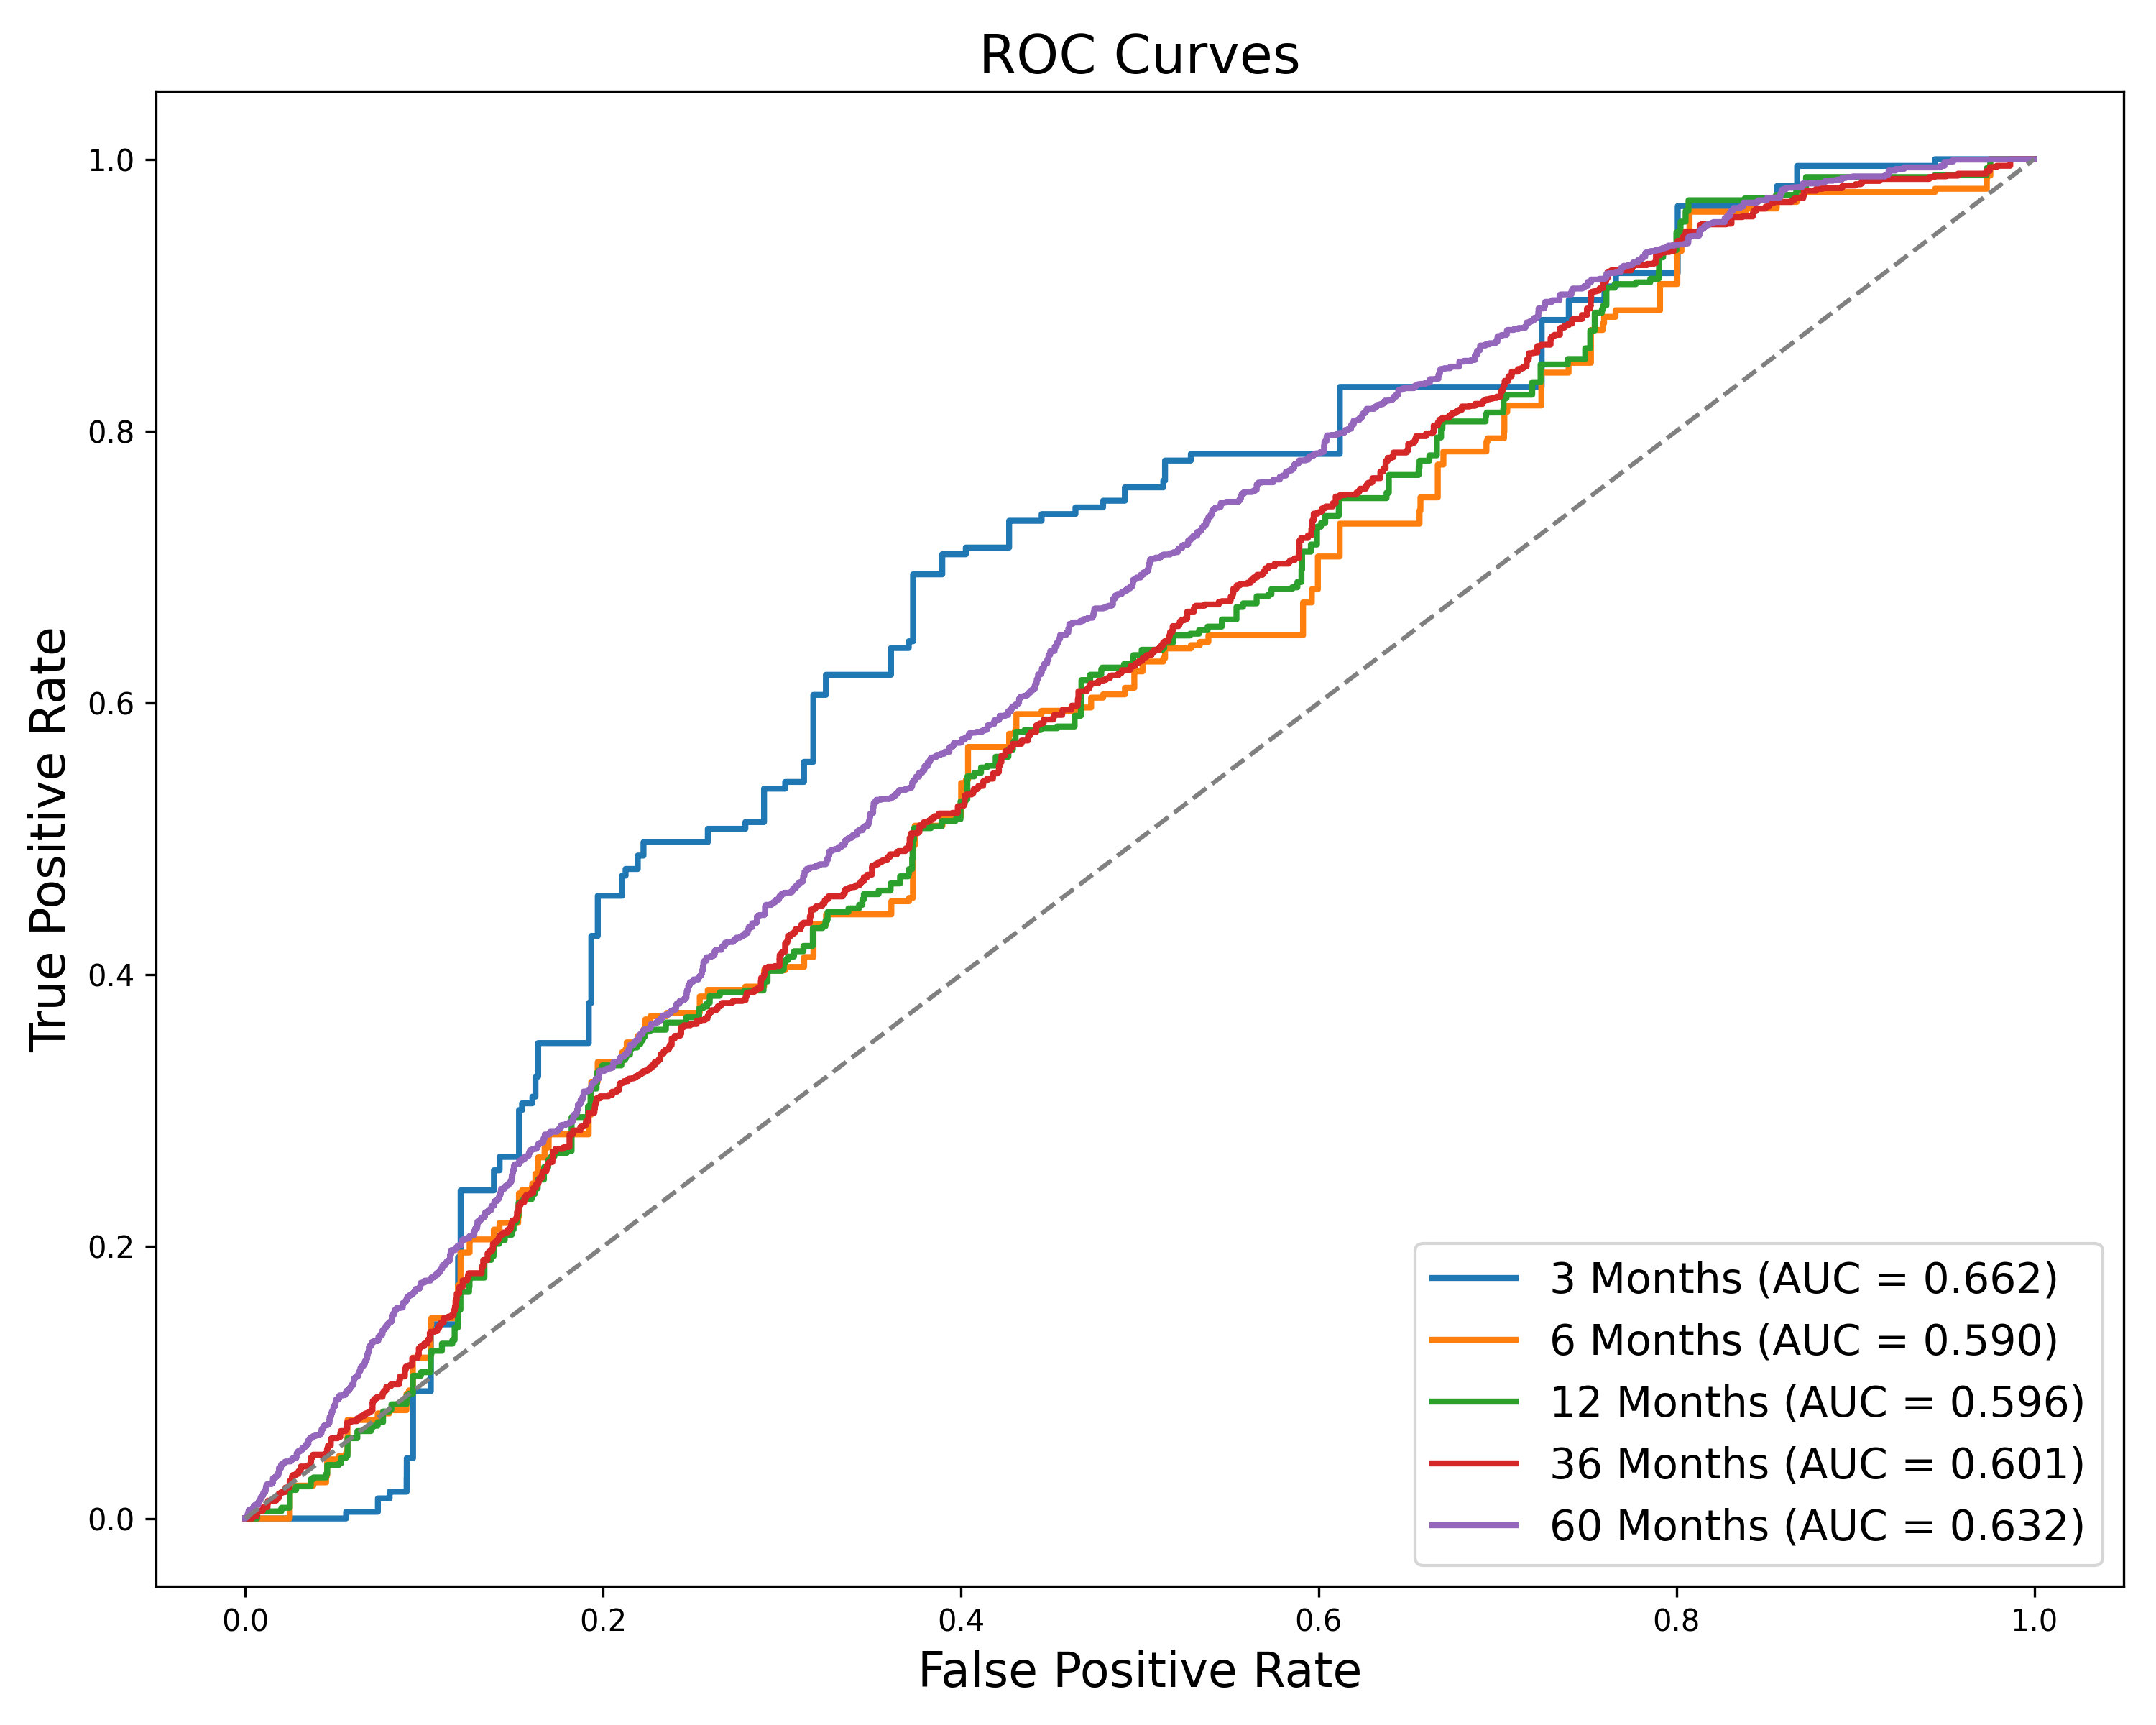 ROC Curves
True Positive Rate
1.0
0.8
0.6
0.4
0.2
0.0
0.0 0.2 0.4 0.6 0.8 1.0
False Positive Rate
3 Months (AUC = 0.662)
6 Months (AUC = 0.590)
12 Months (AUC = 0.596)
36 Months (AUC = 0.601)
60 Months (AUC = 0.632)